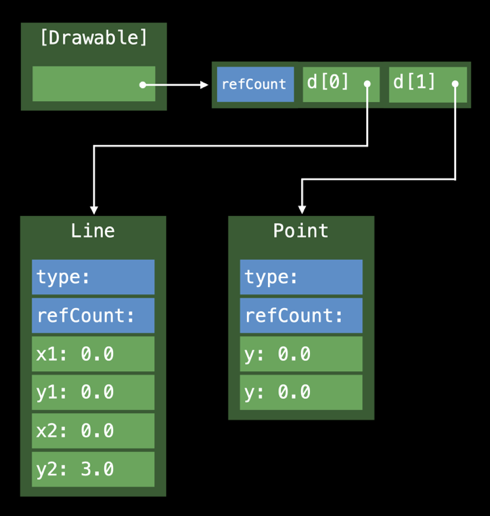 [Drawable]
refCount d[0] d[1]
Line
type:
refCount:
x1: 0.0
y1: 0.0
x2: 0.0
y2: 3.0
Point
type:
refCount:
y: 0.0
y: 0.0